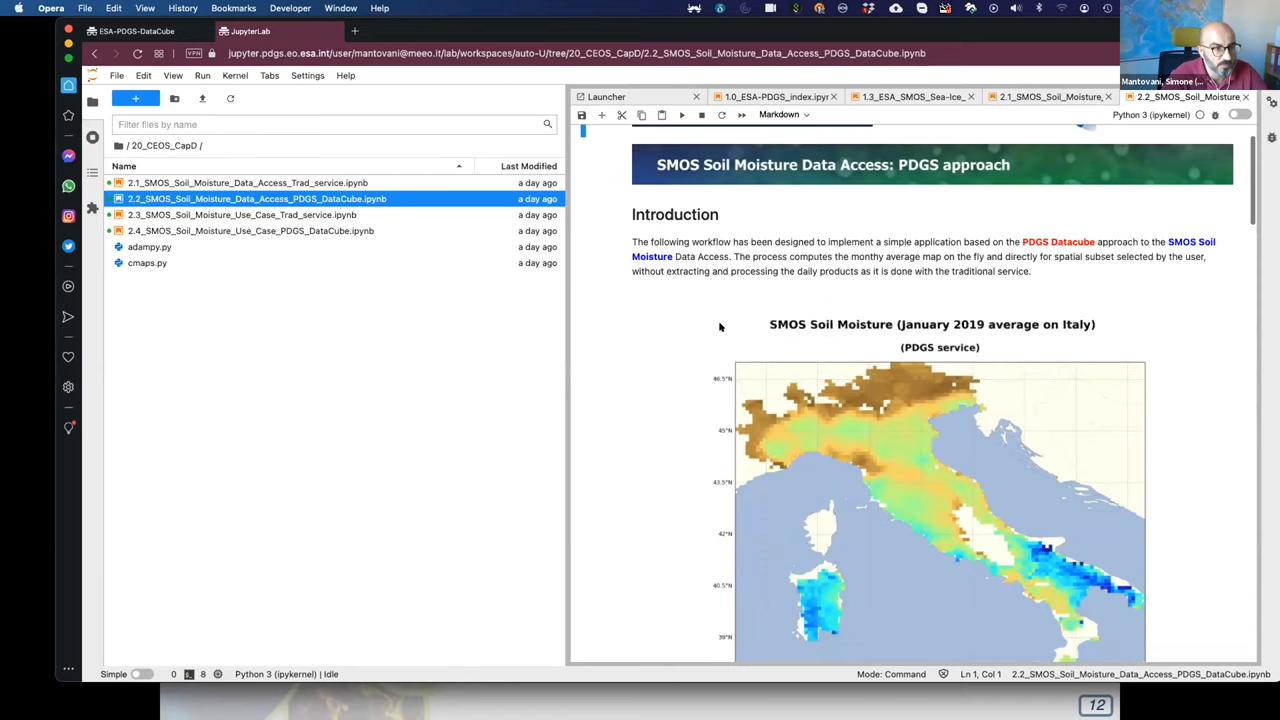 Opera File Edit View History Bookmarks Developer Window Help
ESA-PDGS-DataCube JupyterLab
VPN jupyter.pdgs.eo.esa.int/user/mantovani@meeo.it/lab/workspaces/auto-U/tree/20_CEOS_CapD/2.2_SMOS_Soil_Moisture_Data_Access_PDGS_DataCube.ipynb
Mantovani, Simone (...
File Edit View Run Kernel Tabs Settings Help
Launcher 1.0_ESA-PDGS_index.ipyr 1.3_ESA_SMOS_Sea-Ice_ 2.1_SMOS_Soil_Moisture_ 2.2_SMOS_Soil_Moisture_
Markdown Python 3 (ipykernel)
Filter files by name
/ 20_CEOS_CapD /
Name Last Modified
2.1_SMOS_Soil_Moisture_Data_Access_Trad_service.ipynb a day ago
2.2_SMOS_Soil_Moisture_Data_Access_PDGS_DataCube.ipynb a day ago
2.3_SMOS_Soil_Moisture_Use_Case_Trad_service.ipynb a day ago
2.4_SMOS_Soil_Moisture_Use_Case_PDGS_DataCube.ipynb a day ago
adampy.py a day ago
cmaps.py a day ago
SMOS Soil Moisture Data Access: PDGS approach
Introduction
The following workflow has been designed to implement a simple application based on the PDGS Datacube approach to the SMOS Soil
Moisture Data Access. The process computes the monthy average map on the fly and directly for spatial subset selected by the user,
without extracting and processing the daily products as it is done with the traditional service.
SMOS Soil Moisture (January 2019 average on Italy)
(PDGS service)
46.5°N
45°N
43.5°N
42°N
40.5°N
39°N
Simple 0 8 Python 3 (ipykernel) | Idle Mode: Command Ln 1, Col 1 2.2_SMOS_Soil_Moisture_Data_Access_PDGS_DataCube.ipynb
12